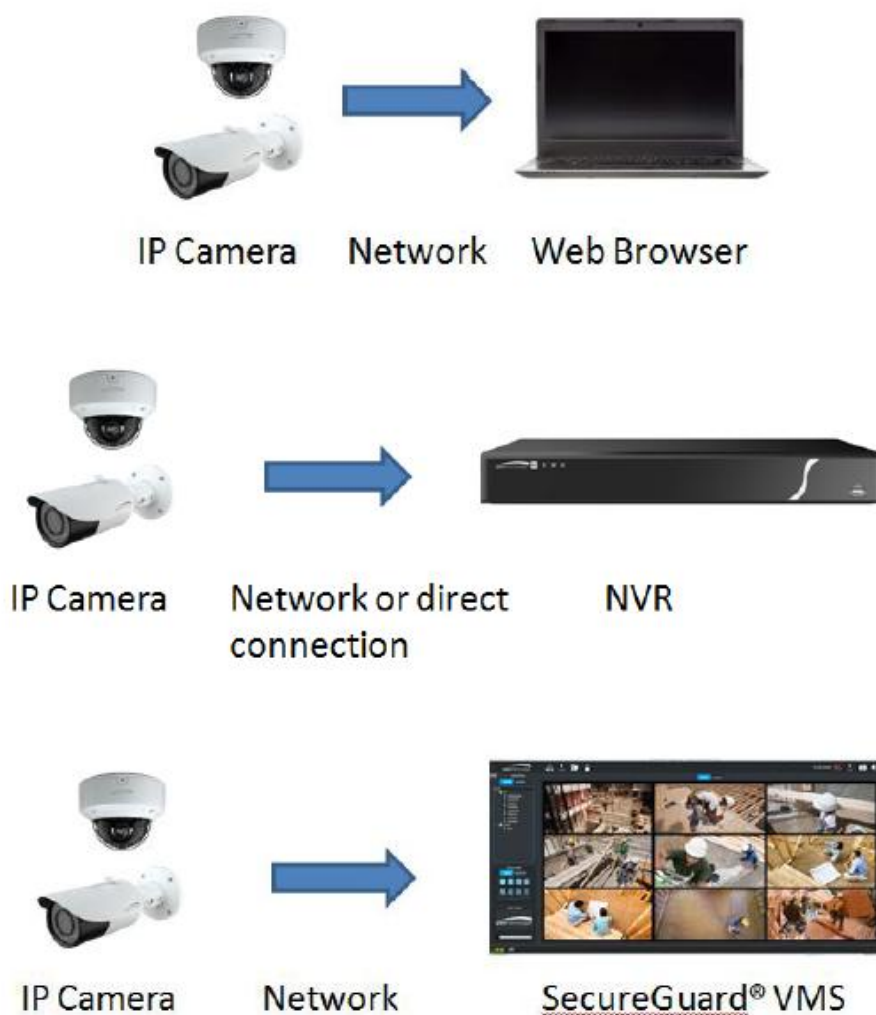 IP Camera Network Web Browser
IP Camera Network or direct NVR
connection
IP Camera Network SecureGuard® VMS